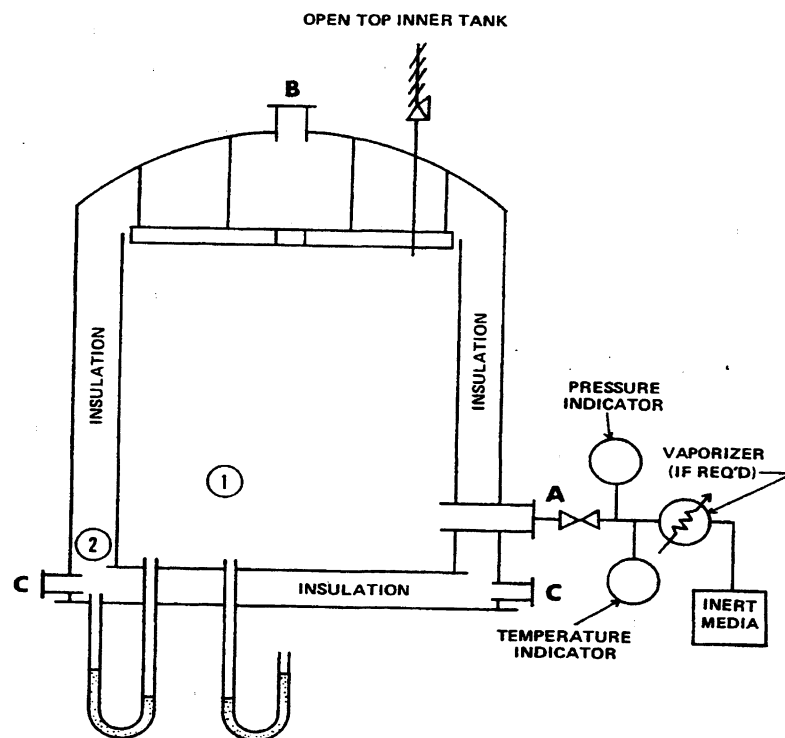 OPEN TOP INNER TANK
B
INSULATION
INSULATION
PRESSURE
INDICATOR
VAPORIZER
(IF REQ'D)
A
1
2
C
INSULATION
C
TEMPERATURE
INDICATOR
INERT
MEDIA